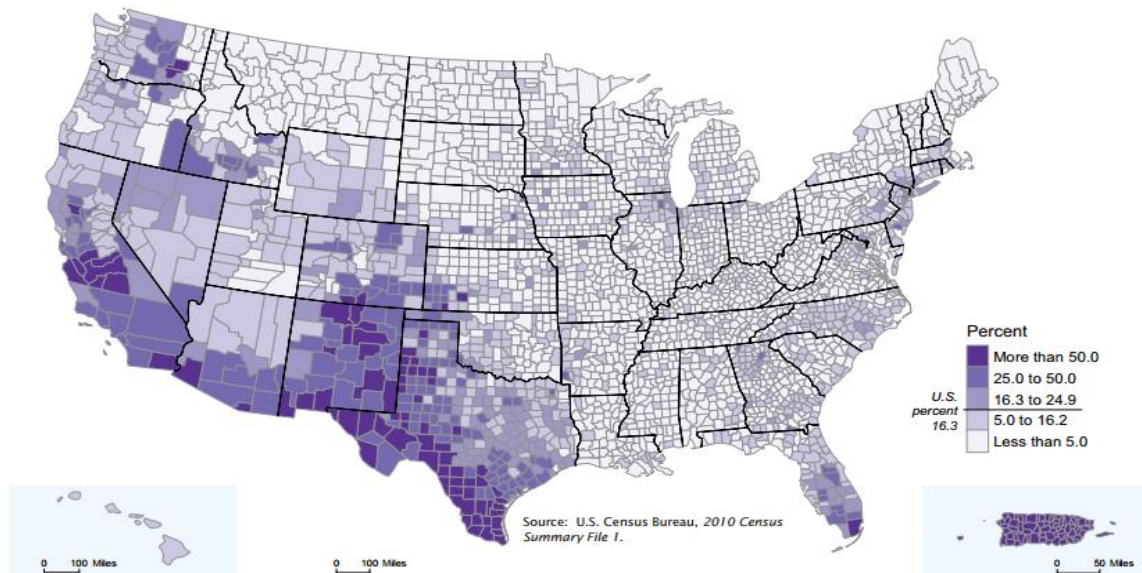 Percent
More than 50.0
25.0 to 50.0
16.3 to 24.9
U.S.
percent
16.3
5.0 to 16.2
Less than 5.0
Source: U.S. Census Bureau, 2010 Census
Summary File 1.
0 100 Miles
0 100 Miles
0 50 Miles